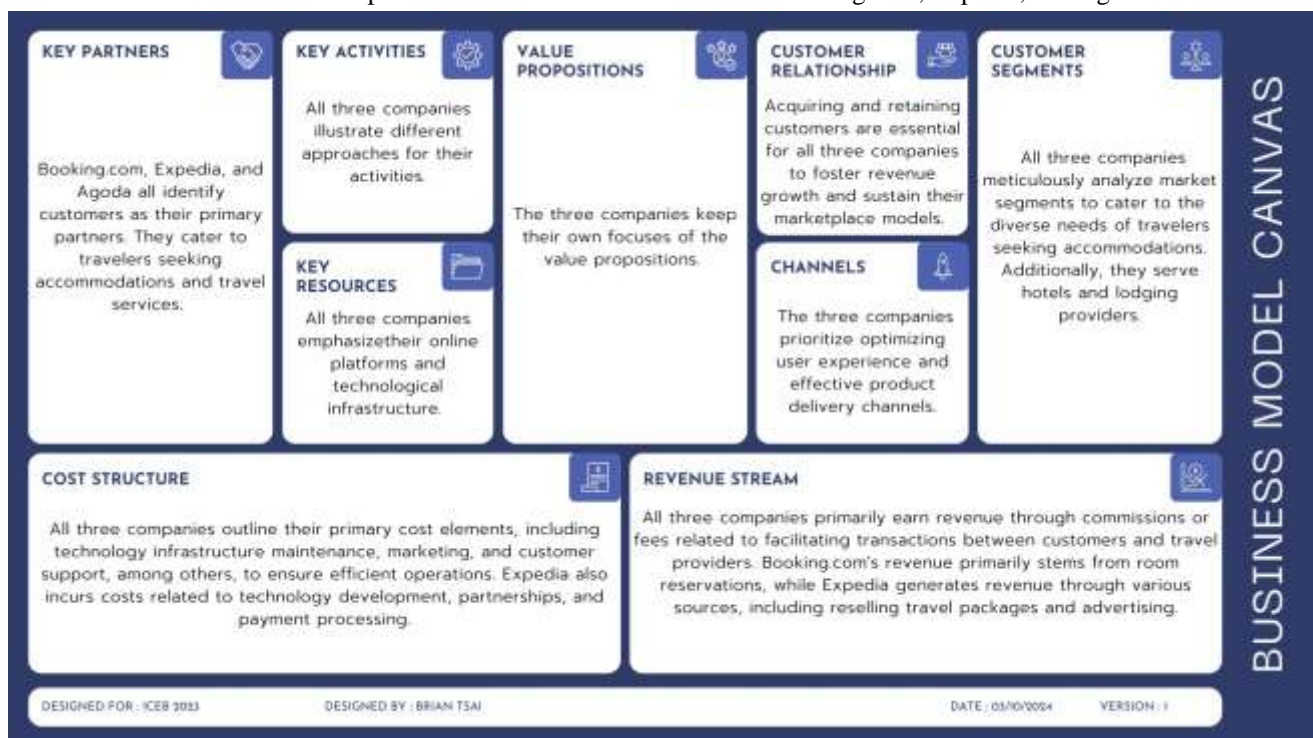 KEY PARTNERS
Booking.com, Expedia, and
Agoda all identify
customers as their primary
partners. They cater to
travelers seeking
accommodations and travel
services.
KEY ACTIVITIES
All three companies
illustrate different
approaches for their
activities.
KEY
RESOURCES
All three companies
emphasizetheir online
platforms and
technological
infrastructure.
VALUE
PROPOSITIONS
The three companies keep
their own focuses of the
value propositions.
CUSTOMER
RELATIONSHIP
Acquiring and retaining
customers are essential
for all three companies
to foster revenue
growth and sustain their
marketplace models.
CHANNELS
The three companies
prioritize optimizing
user experience and
effective product
delivery channels.
CUSTOMER
SEGMENTS
All three companies
meticulously analyze market
segments to cater to the
diverse needs of travelers
seeking accommodations.
Additionally, they serve
hotels and lodging
providers.
COST STRUCTURE
All three companies outline their primary cost elements, including
technology infrastructure maintenance, marketing, and customer
support, among others, to ensure efficient operations. Expedia also
incurs costs related to technology development, partnerships, and
payment processing.
REVENUE STREAM
All three companies primarily earn revenue through commissions or
fees related to facilitating transactions between customers and travel
providers. Booking.com's revenue primarily stems from room
reservations, while Expedia generates revenue through various
sources, including reselling travel packages and advertising.
DESIGNED FOR : ICEB 2023
DESIGNED BY : BRIAN TSAI
DATE : 03/10/2024
VERSION : 1
BUSINESS MODEL CANVAS